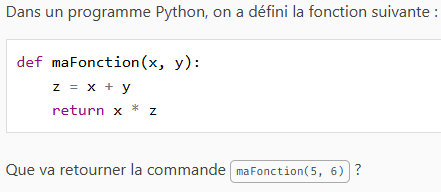 Dans un programme Python, on a défini la fonction suivante :
def maFonction(x, y):
    z = x + y
    return x * z
Que va retourner la commande maFonction(5, 6) ?